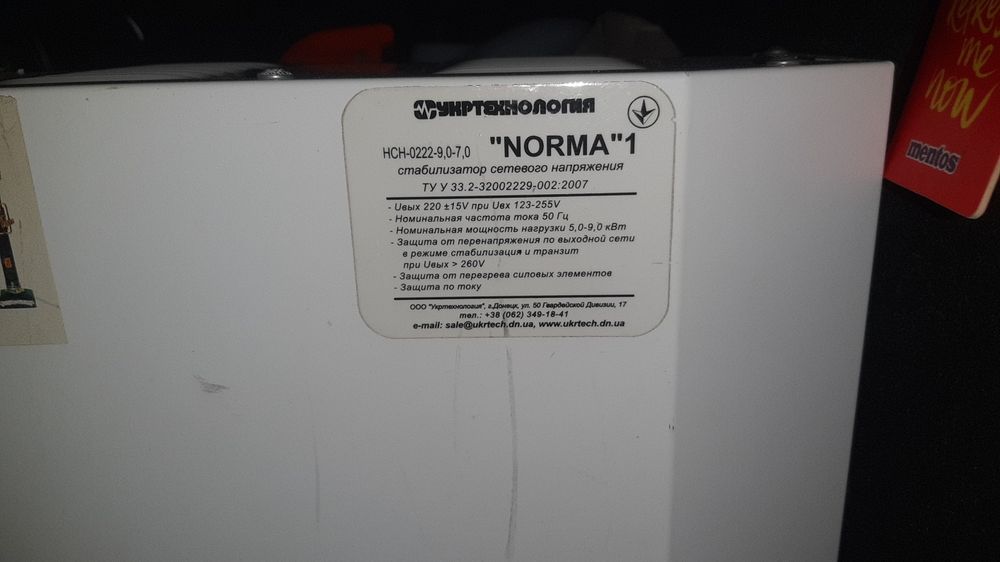 УКРТЕХНОЛОГИЯ
НСН-0222-9,0-7,0 "NORMA"1
стабилизатор сетевого напряжения
ТУ У 33.2-32002229-002:2007
- Uвых 220 ±15V при Uвх 123-255V
- Номинальная частота тока 50 Гц
- Номинальная мощность нагрузки 5,0-9,0 кВт
- Защита от перенапряжения по выходной сети
в режиме стабилизация и транзит
при Uвых > 260V
- Защита от перегрева силовых элементов
- Защита по току
ООО "Укртехнология", г.Донецк, ул. 50 Гвардейской Дивизии, 17
тел.: +38 (062) 349-18-41
e-mail: sale@ukrtech.dn.ua, www.ukrtech.dn.ua
me
now
mentos